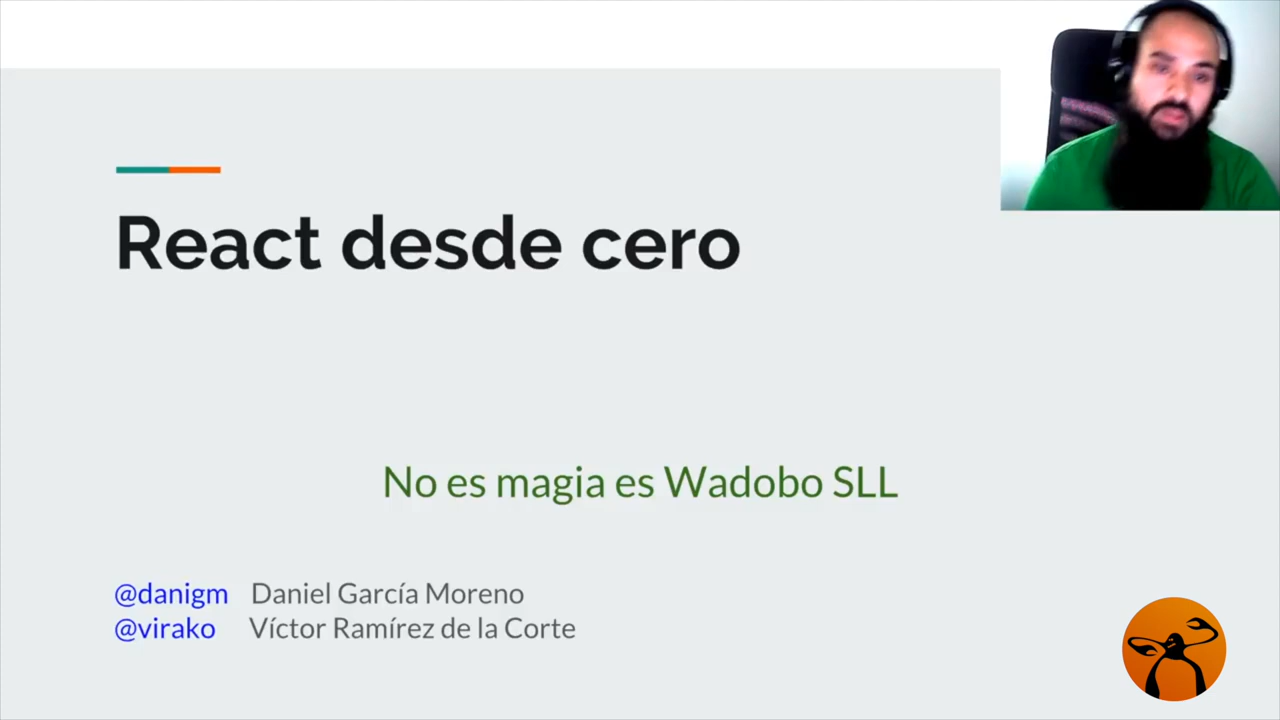 React desde cero
No es magia es Wadobo SLL
@danigm Daniel García Moreno
@virako Víctor Ramírez de la Corte